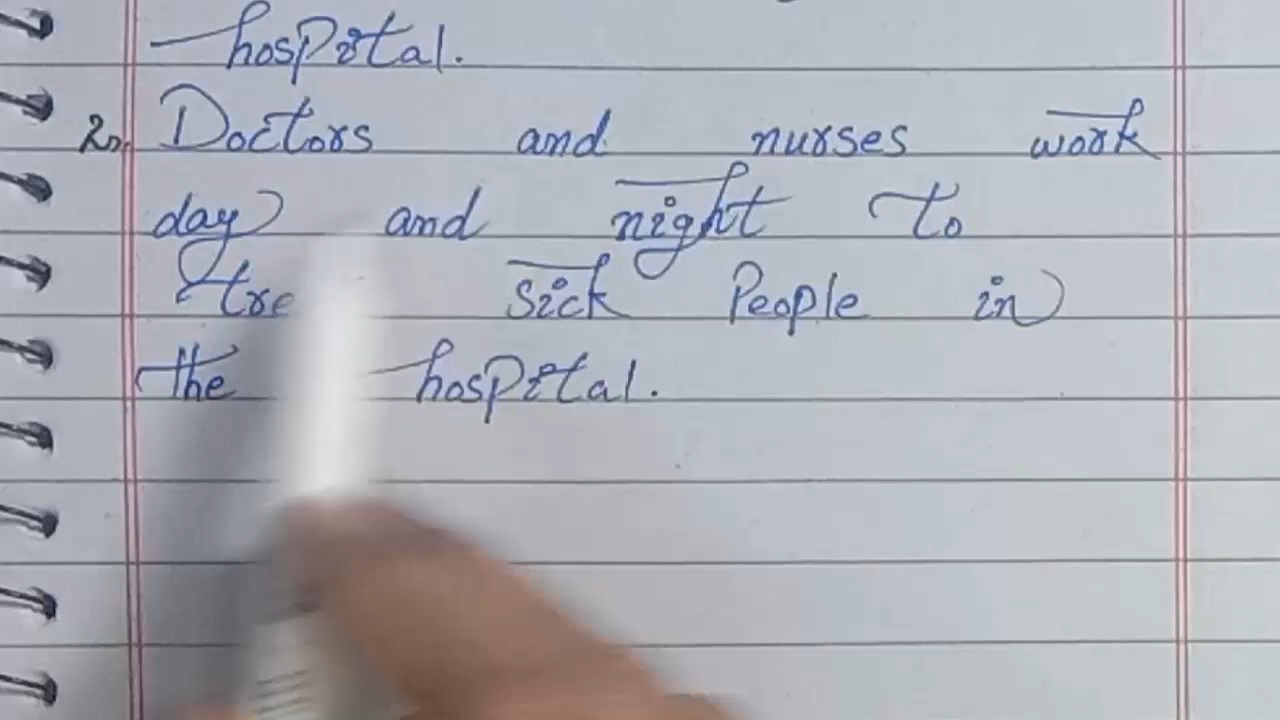 hospital.
2. Doctors and nurses work
day and night to
sick People in
the hospital.